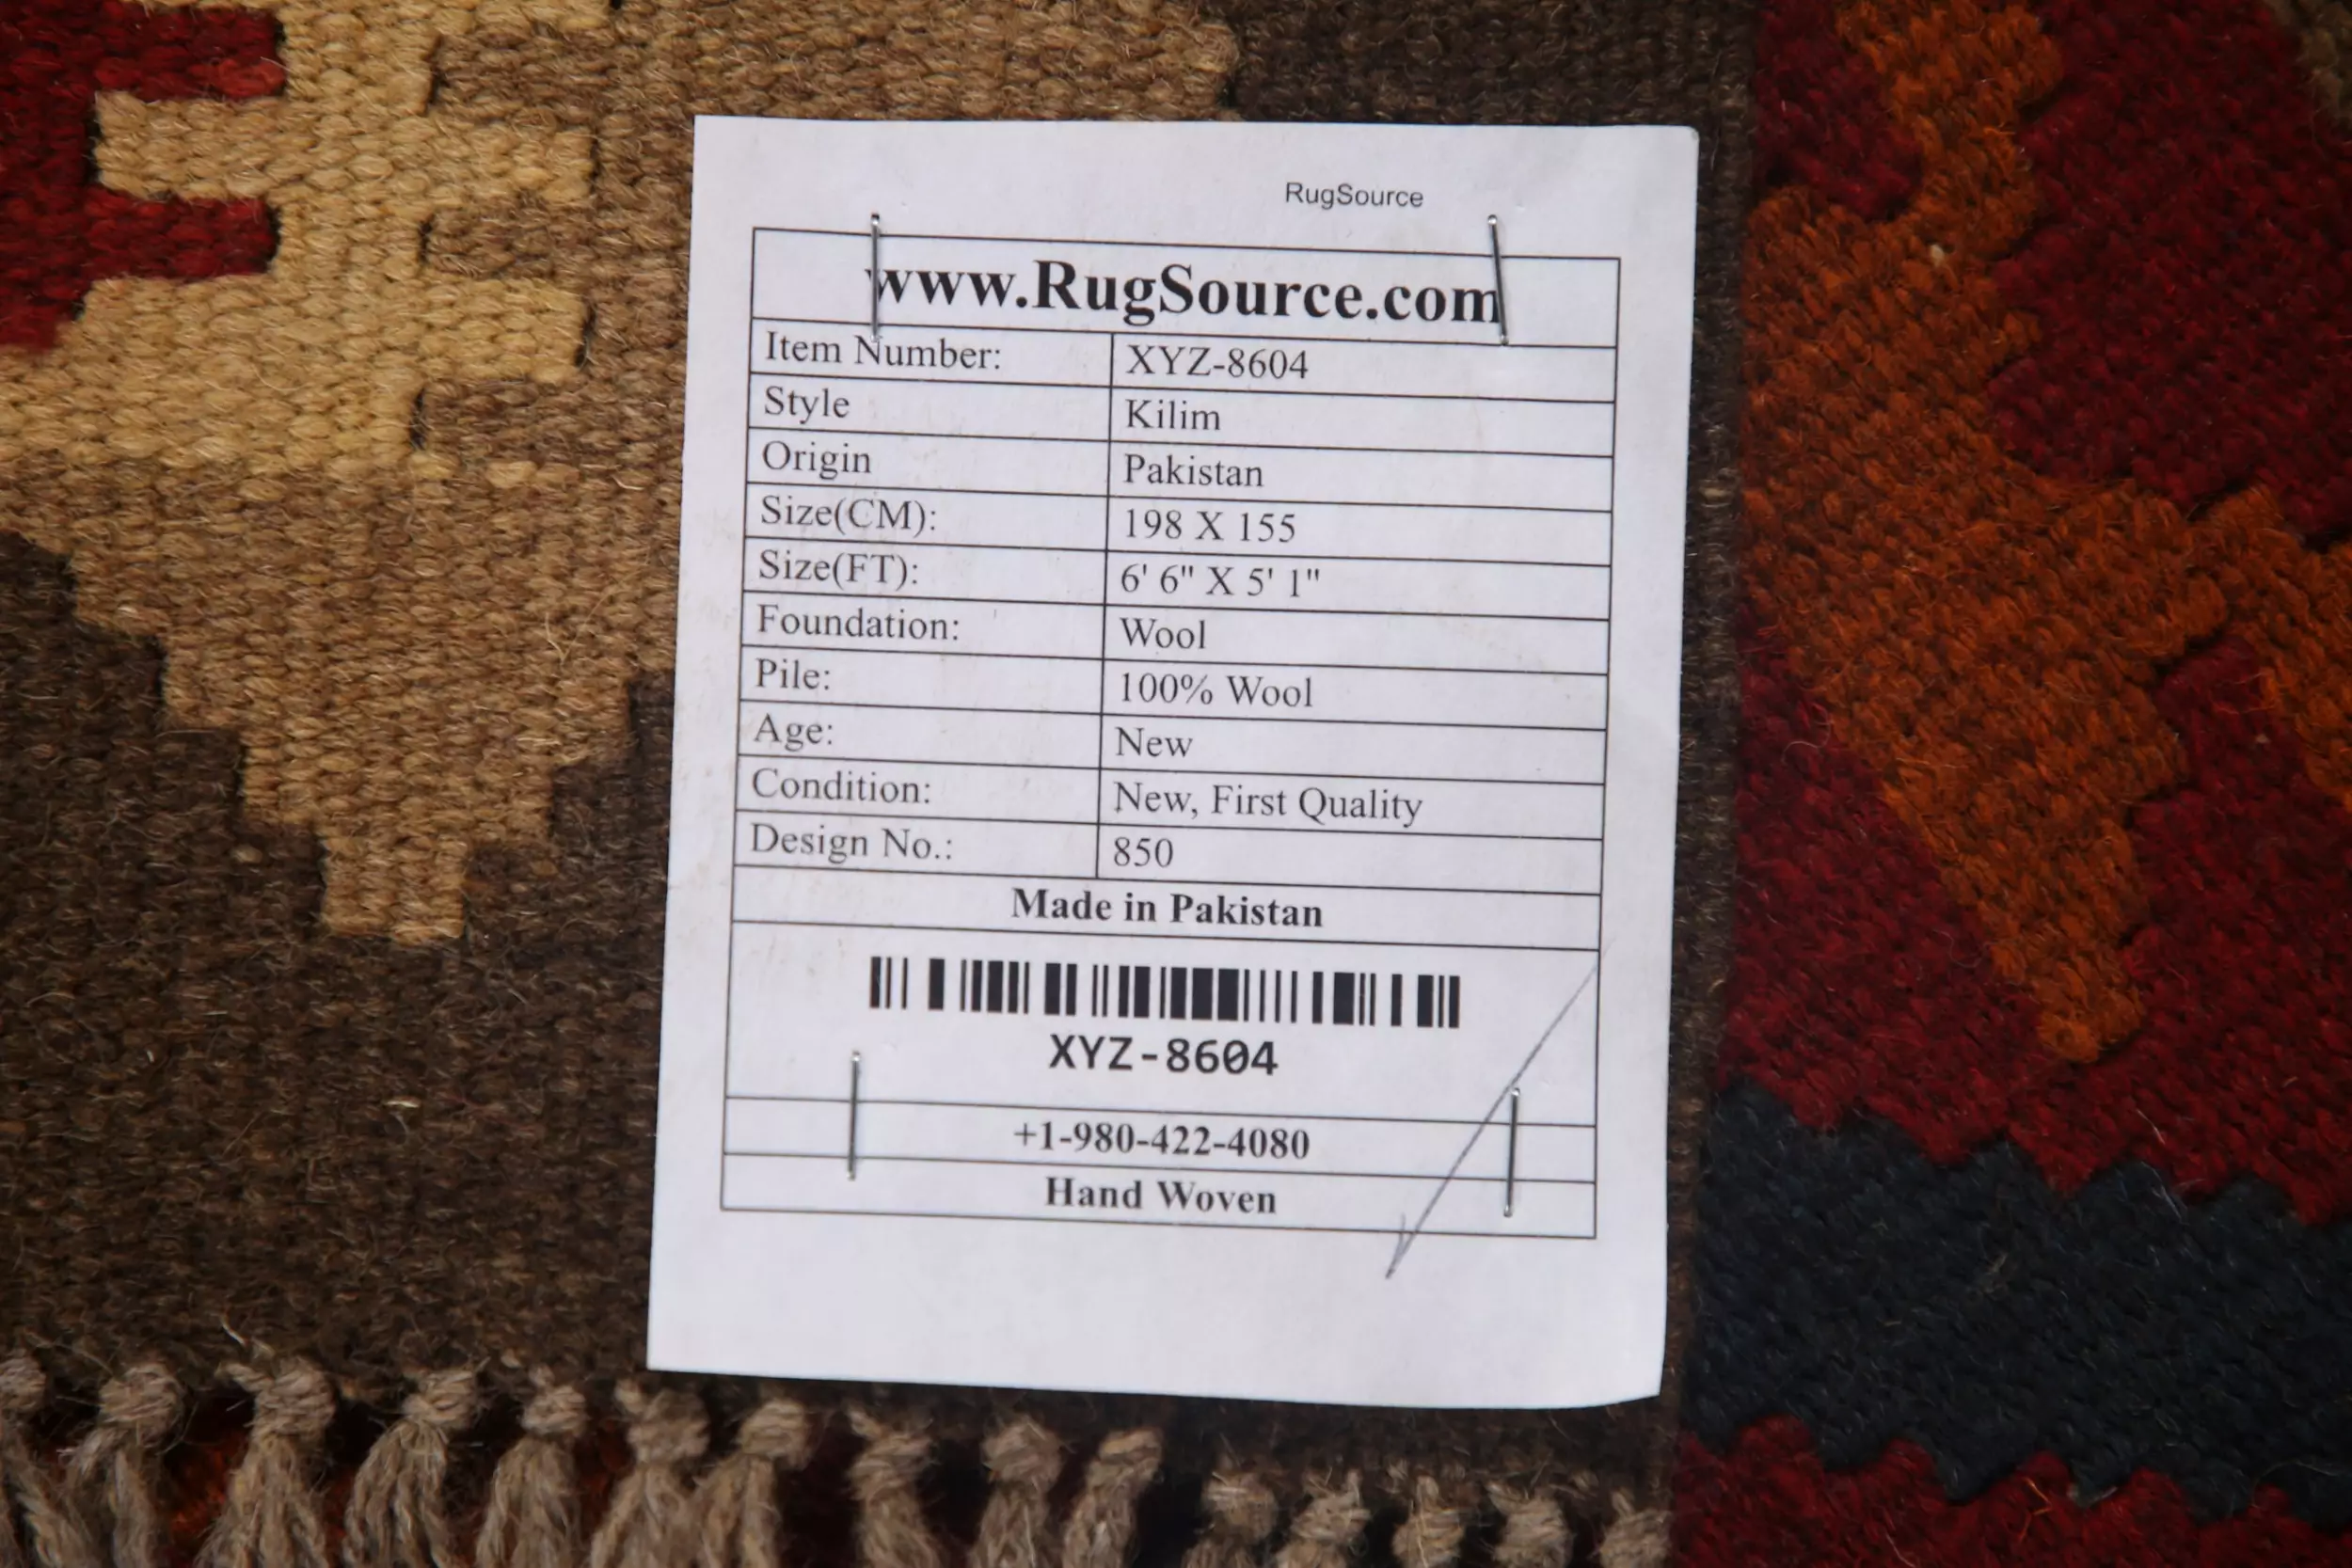 RugSource
www.RugSource.com
Item Number: XYZ-8604
Style Kilim
Origin Pakistan
Size(CM): 198 X 155
Size(FT): 6' 6" X 5' 1"
Foundation: Wool
Pile: 100% Wool
Age: New
Condition: New, First Quality
Design No.: 850
Made in Pakistan
XYZ-8604
+1-980-422-4080
Hand Woven